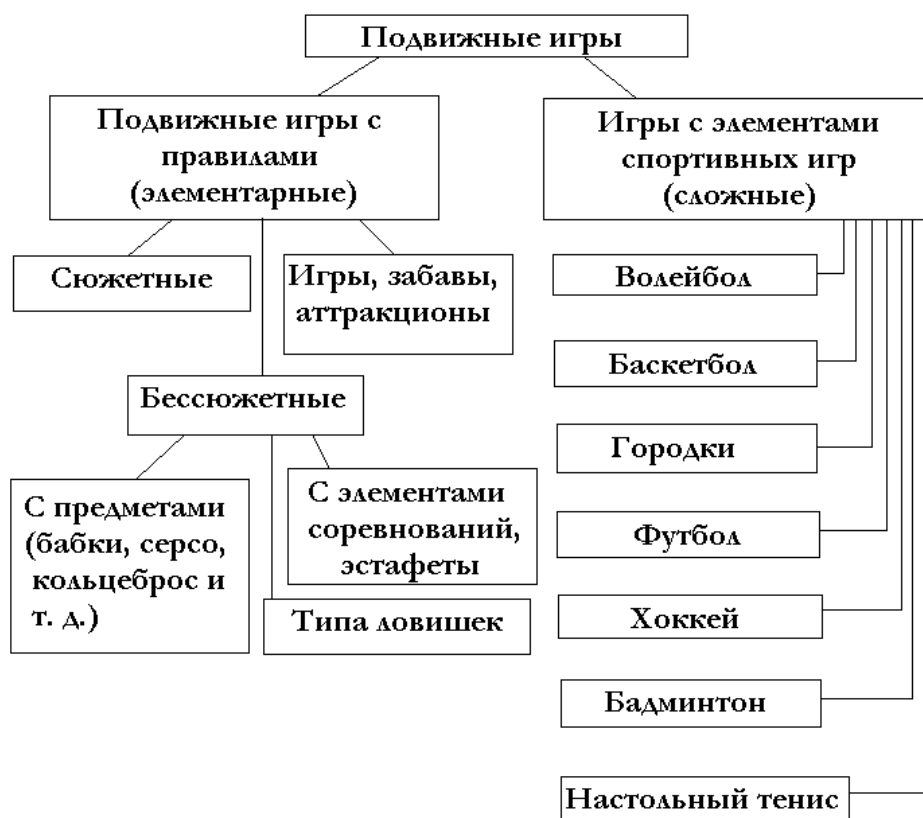 Подвижные игры
Подвижные игры с
правилами
(элементарные)
Игры с элементами
спортивных игр
(сложные)
Сюжетные
Игры, забавы,
аттракционы
Бессюжетные
С предметами
(бабки, серсо,
кольцеброс и
т. д.)
С элементами
соревнований,
эстафеты
Типа ловишек
Волейбол
Баскетбол
Городки
Футбол
Хоккей
Бадминтон
Настольный тенис